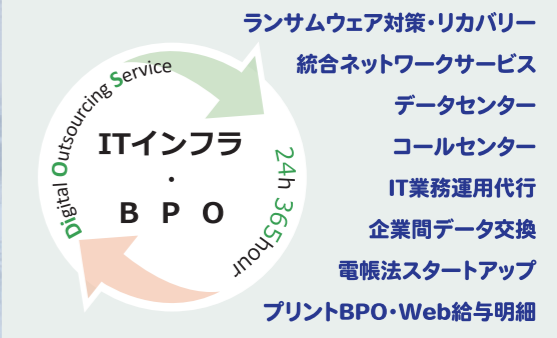 ランサムウェア対策・リカバリー
統合ネットワークサービス
データセンター
コールセンター
IT業務運用代行
企業間データ交換
電帳法スタートアップ
プリントBPO・Web給与明細
Digital Outsourcing Service
ITインフラ
・
BPO
24h 365hour